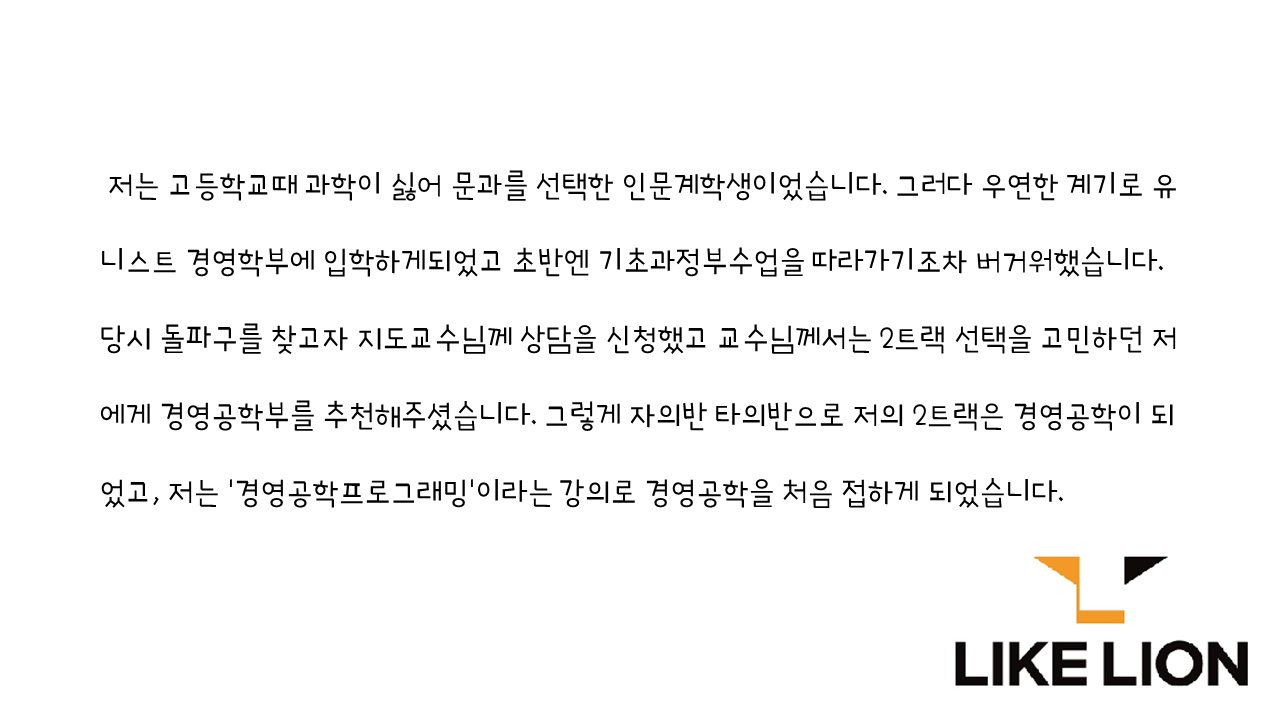 저는 고등학교때 과학이 싫어 문과를 선택한 인문계학생이었습니다. 그러다 우연한 계기로 유
니스트 경영학부에 입학하게되었고 초반엔 기초과정부수업을 따라가기조차 버거워했습니다.
당시 돌파구를 찾고자 지도교수님께 상담을 신청했고 교수님께서는 2트랙 선택을 고민하던 저
에게 경영공학부를 추천해주셨습니다. 그렇게 자의반 타의반으로 저의 2트랙은 경영공학이 되
었고, 저는 '경영공학프로그래밍'이라는 강의로 경영공학을 처음 접하게 되었습니다.
LIKE LION